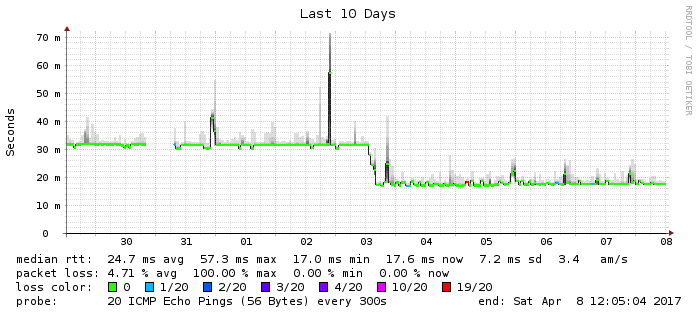 Last 10 Days
RRDTOOL / TOBI OETIKER
Seconds
70 m
60 m
50 m
40 m
30 m
20 m
10 m
0
30 31 01 02 03 04 05 06 07 08
median rtt: 24.7 ms avg 57.3 ms max 17.0 ms min 17.6 ms now 7.2 ms sd 3.4 am/s
packet loss: 4.71 % avg 100.00 % max 0.00 % min 0.00 % now
loss color: 0 1/20 2/20 3/20 4/20 10/20 19/20
probe: 20 ICMP Echo Pings (56 Bytes) every 300s end: Sat Apr 8 12:05:04 2017